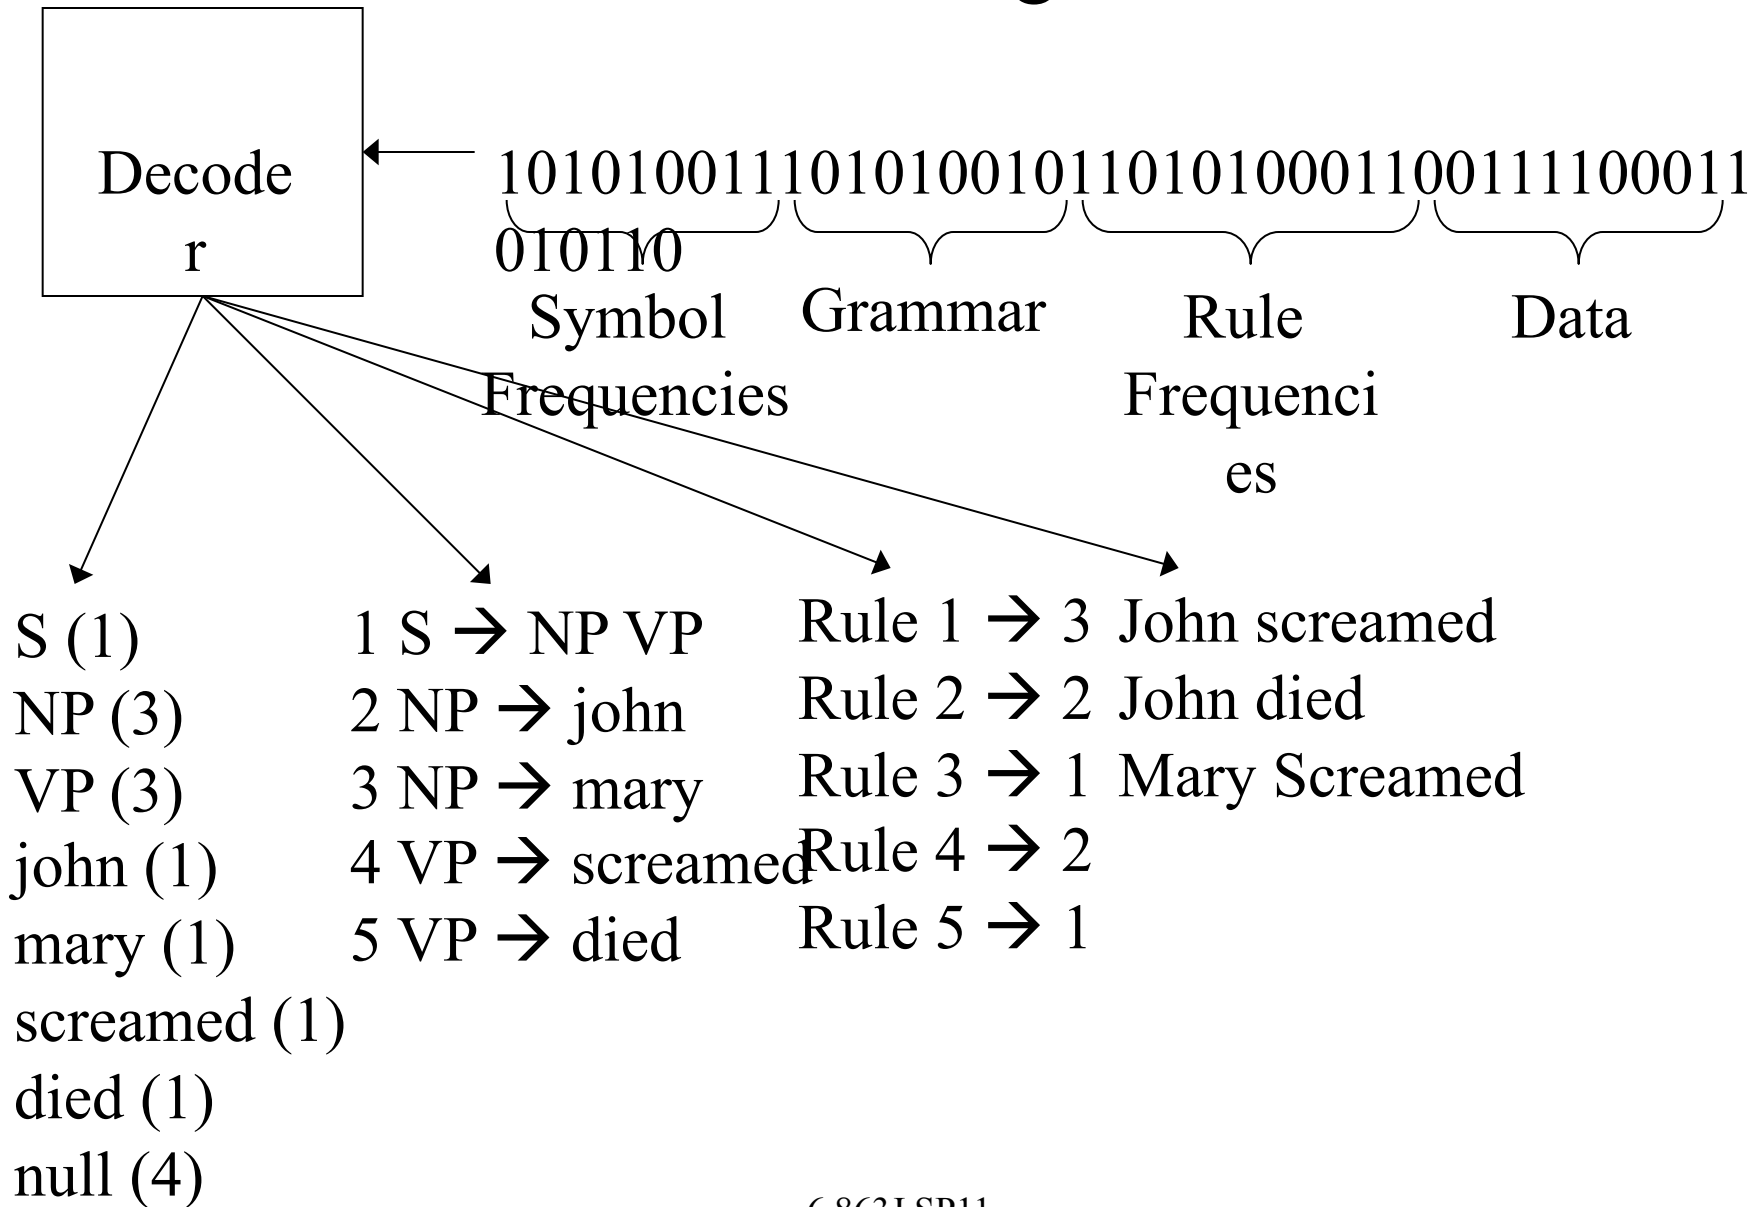 Decode
r
1010100111010100101101010001100111100011
010110
Symbol
Frequencies
Grammar
Rule
Frequenci
es
Data
S (1)
NP (3)
VP (3)
john (1)
mary (1)
screamed (1)
died (1)
null (4)
1 S → NP VP
2 NP → john
3 NP → mary
4 VP → screamed
5 VP → died
Rule 1 → 3
Rule 2 → 2
Rule 3 → 1
Rule 4 → 2
Rule 5 → 1
John screamed
John died
Mary Screamed